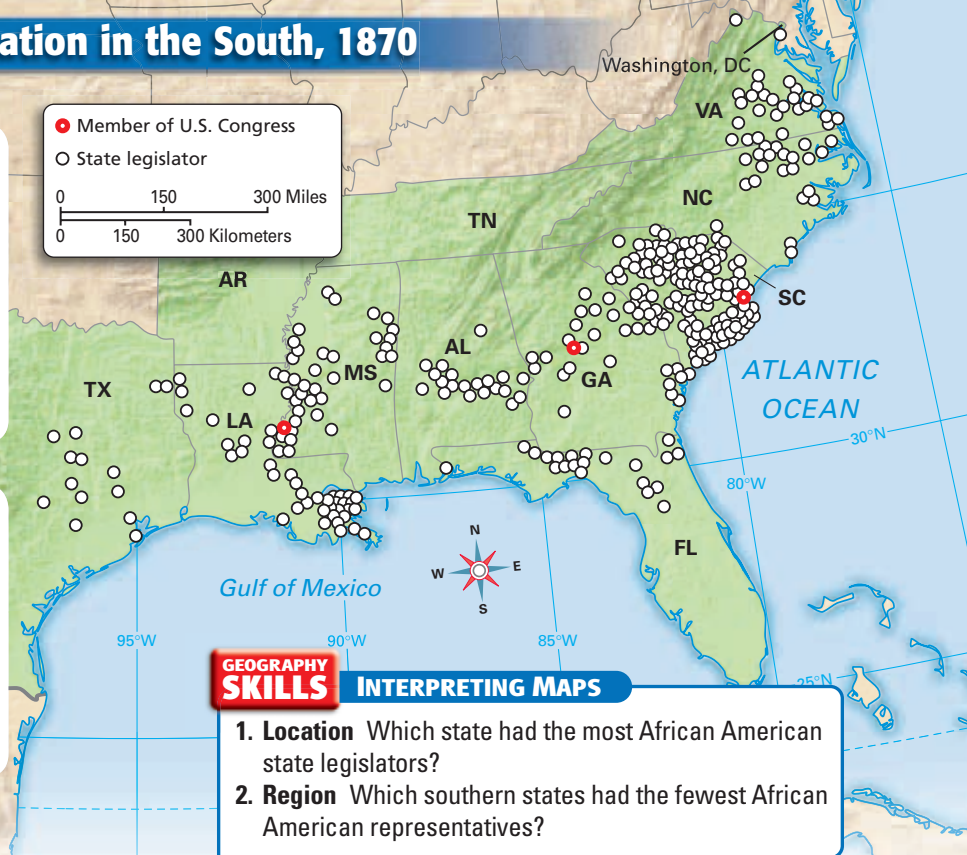 ation in the South, 1870
Member of U.S. Congress
State legislator
0 150 300 Miles
0 150 300 Kilometers
Washington, DC
VA
NC
TN
AR
SC
AL
MS
GA
TX
LA
FL
ATLANTIC
OCEAN
30°N
80°W
N
W E
S
Gulf of Mexico
95°W 90°W 85°W
25°N
GEOGRAPHY
SKILLS
INTERPRETING MAPS
1. Location Which state had the most African American
state legislators?
2. Region Which southern states had the fewest African
American representatives?